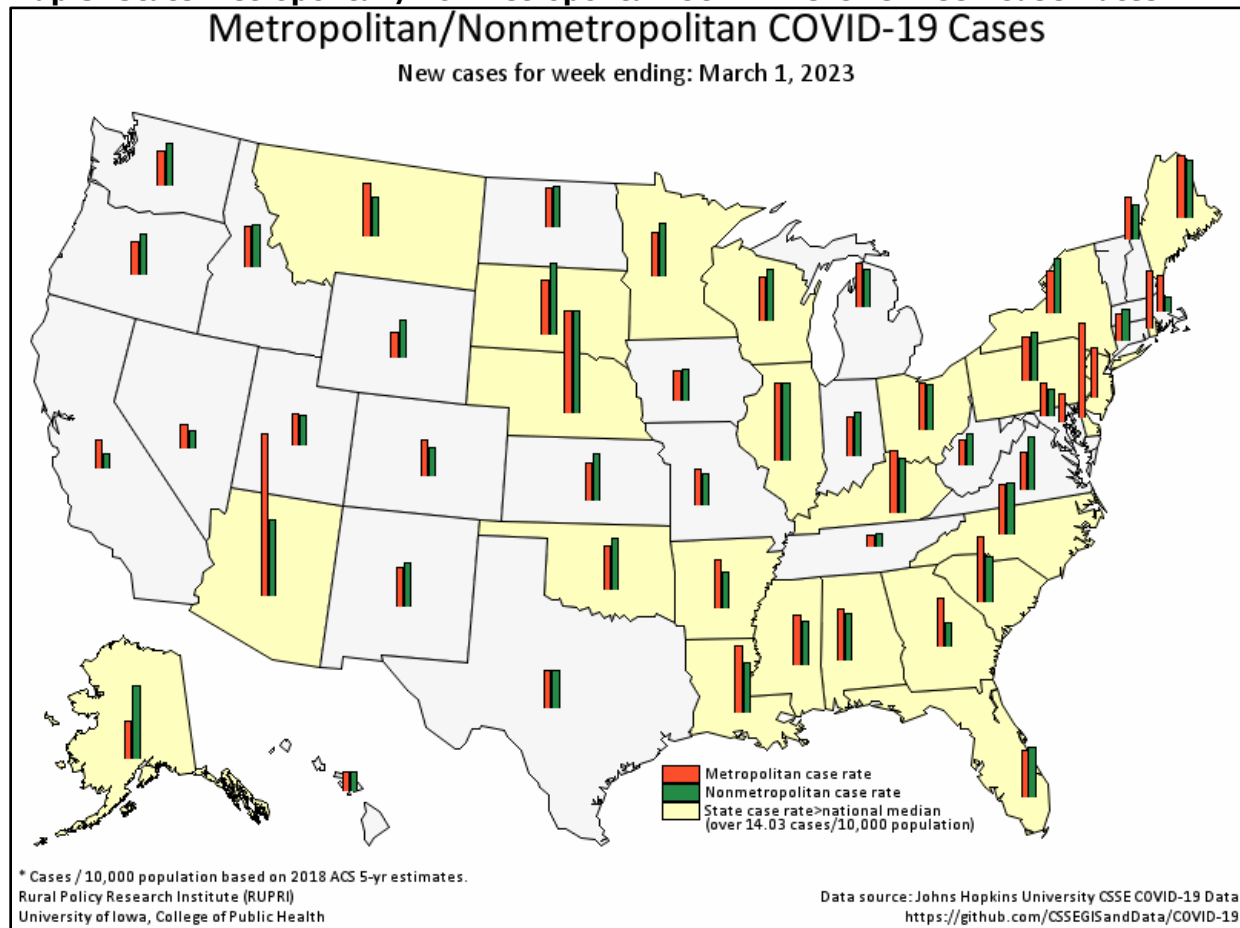 Metropolitan/Nonmetropolitan COVID-19 Cases
New cases for week ending: March 1, 2023
Metropolitan case rate
Nonmetropolitan case rate
State case rate>national median
(over 14.03 cases/10,000 population)
* Cases / 10,000 population based on 2018 ACS 5-yr estimates.
Rural Policy Research Institute (RUPRI)
University of Iowa, College of Public Health
Data source: Johns Hopkins University CSSE COVID-19 Data
https://github.com/CSSEGISandData/COVID-19